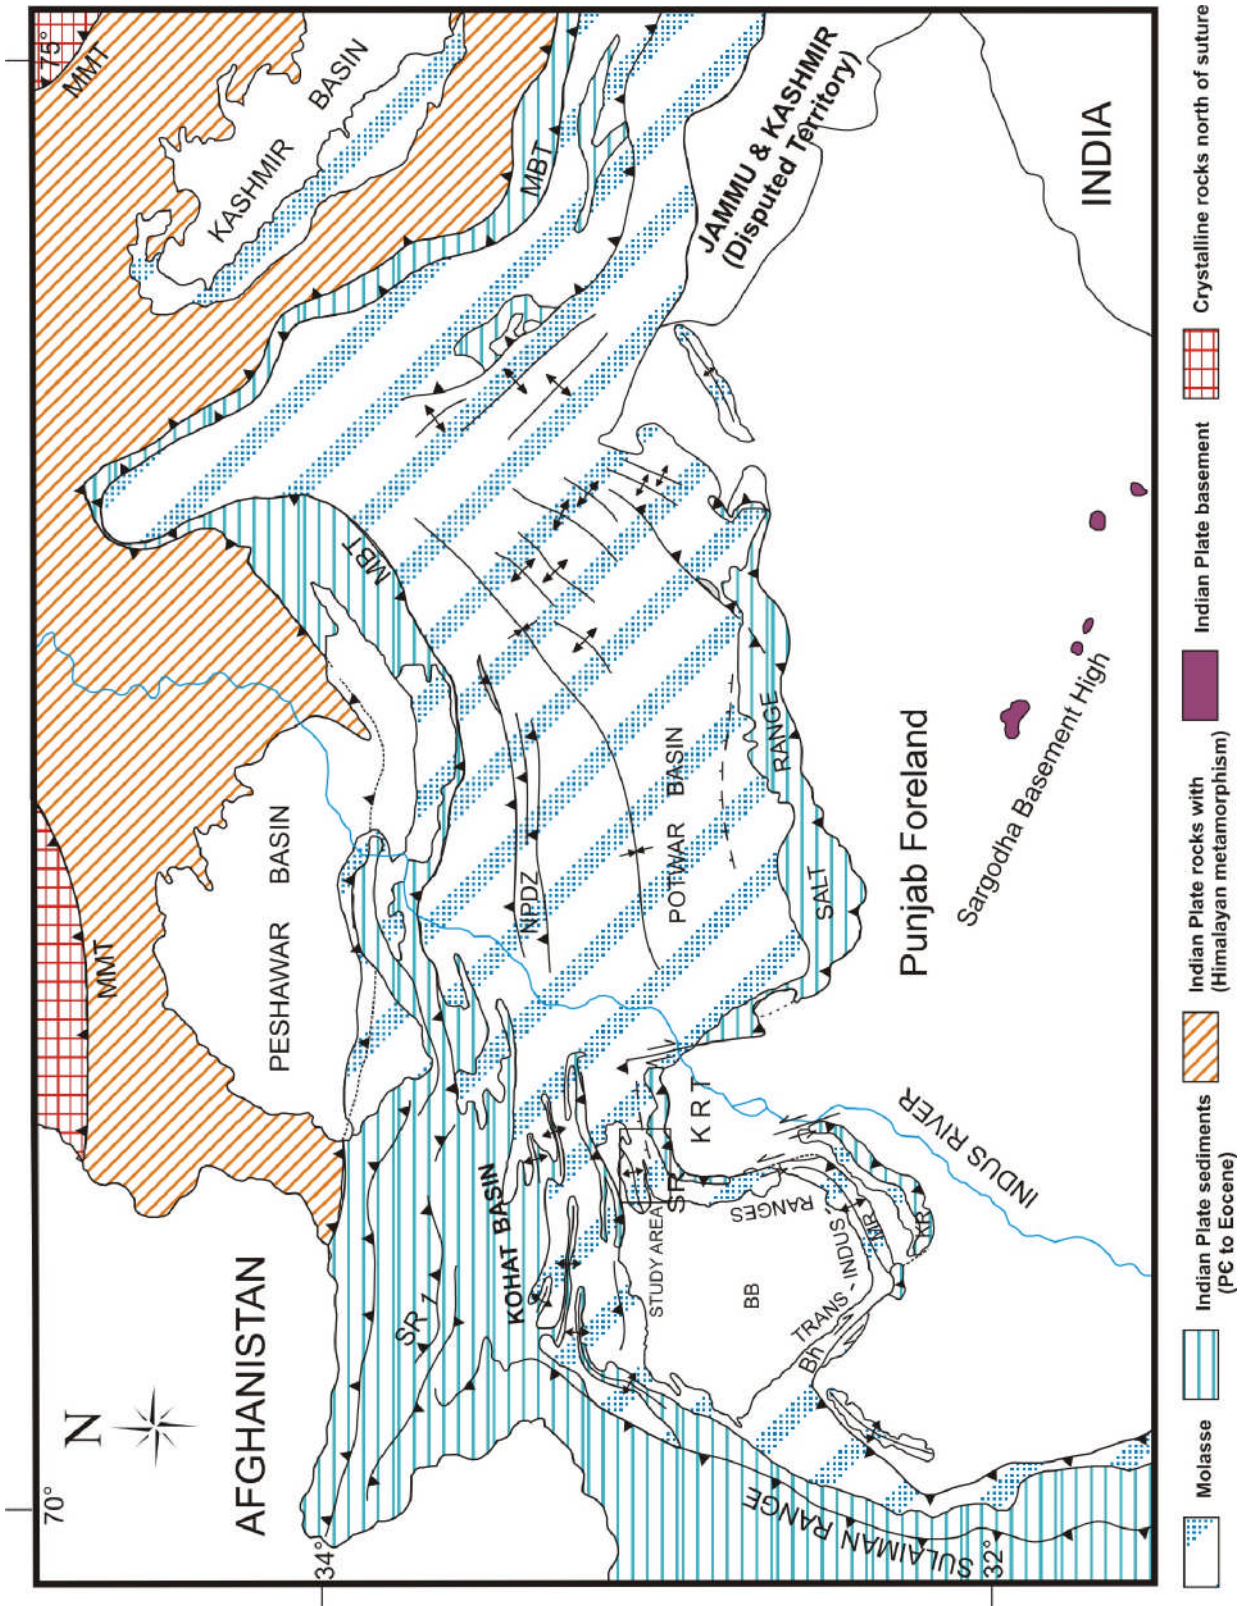 N
AFGHANISTAN
70°
75°
34°
32°
MMT
MMT
KASHMIR BASIN
PESHAWAR BASIN
MBT
MBT
JAMMU & KASHMIR
(Disputed Territory)
INDIA
SR 1
KOHAT BASIN
NPDZ
POTWAR BASIN
SALT RANGE
Punjab Foreland
Sargodha Basement High
STUDY AREA
SR
KRT
BB
TRANS - INDUS RANGES
MR
KR
Bh
INDUS RIVER
SULAIMAN RANGE
Molasse
Indian Plate sediments
(PC to Eocene)
Indian Plate rocks with
(Himalayan metamorphism)
Indian Plate basement
Crystalline rocks north of suture